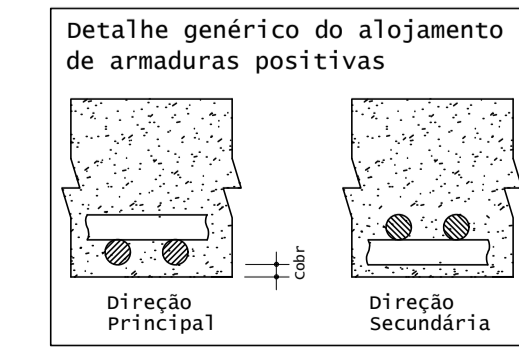 Detalhe genérico do alojamento
de armaduras positivas
Cobr
Direção
Principal
Direção
Secundária